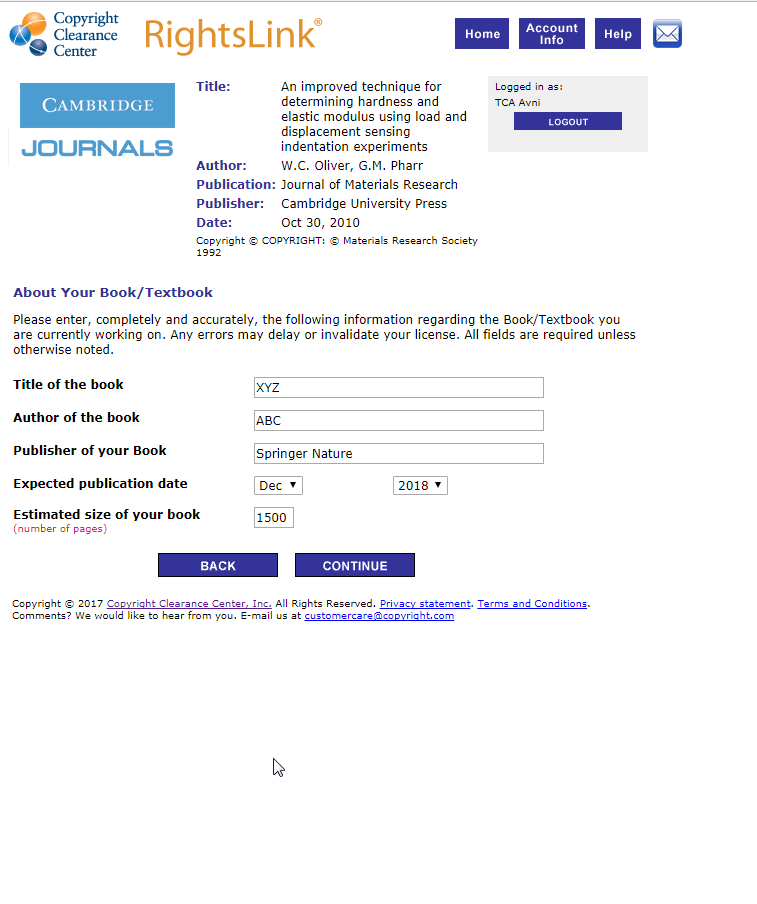 Copyright
Clearance
Center
RightsLink®
Home
Account
Info
Help
CAMBRIDGE
JOURNALS
Title: An improved technique for
determining hardness and
elastic modulus using load and
displacement sensing
indentation experiments
Author: W.C. Oliver, G.M. Pharr
Publication: Journal of Materials Research
Publisher: Cambridge University Press
Date: Oct 30, 2010
Copyright © COPYRIGHT: © Materials Research Society
1992
Logged in as:
TCA Avni
LOGOUT
About Your Book/Textbook
Please enter, completely and accurately, the following information regarding the Book/Textbook you
are currently working on. Any errors may delay or invalidate your license. All fields are required unless
otherwise noted.
Title of the book XYZ
Author of the book ABC
Publisher of your Book Springer Nature
Expected publication date Dec 2018
Estimated size of your book 1500
(number of pages)
BACK CONTINUE
Copyright © 2017 Copyright Clearance Center, Inc. All Rights Reserved. Privacy statement. Terms and Conditions.
Comments? We would like to hear from you. E-mail us at customercare@copyright.com